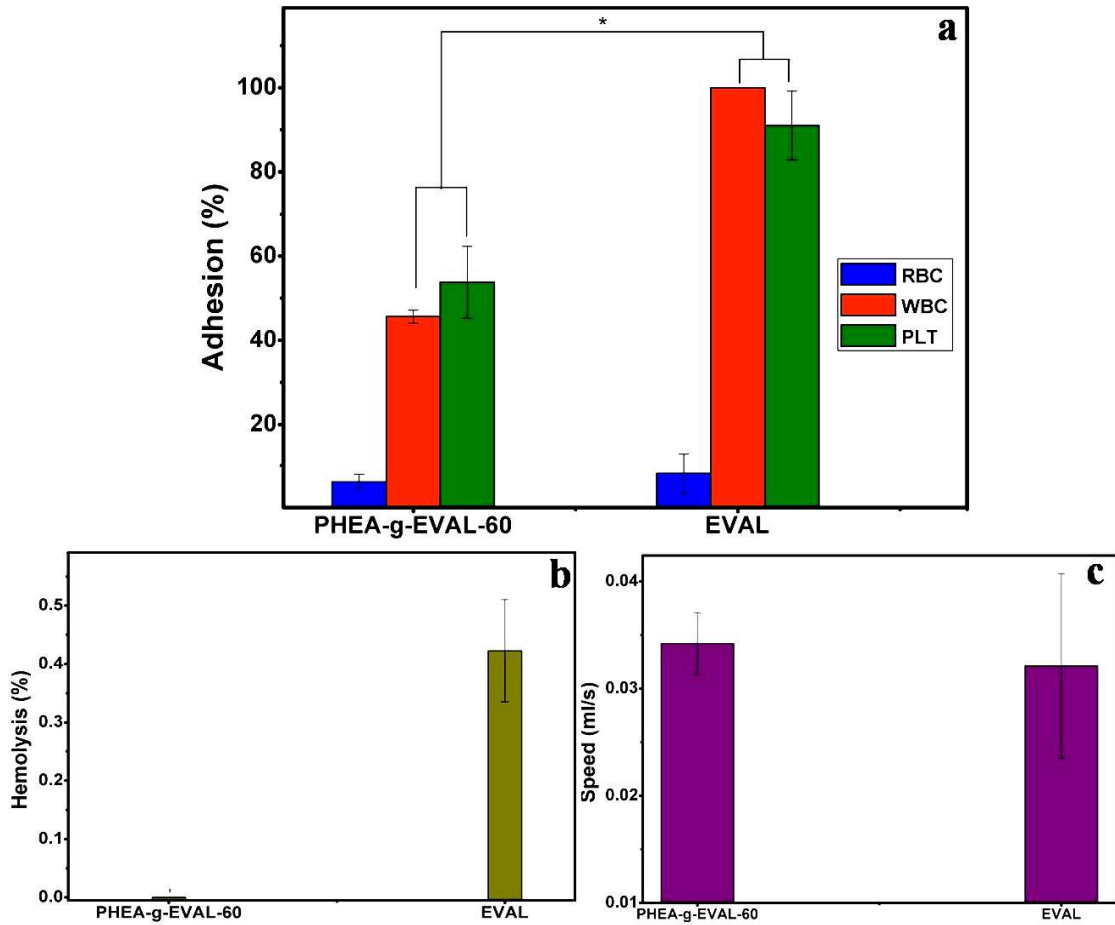 a
*
Adhesion (%)
100
80
60
40
20
RBC
WBC
PLT
PHEA-g-EVAL-60
EVAL
b
Hemolysis (%)
0.5
0.4
0.3
0.2
0.1
0.0
PHEA-g-EVAL-60
EVAL
c
Speed (ml/s)
0.04
0.03
0.02
0.01
PHEA-g-EVAL-60
EVAL